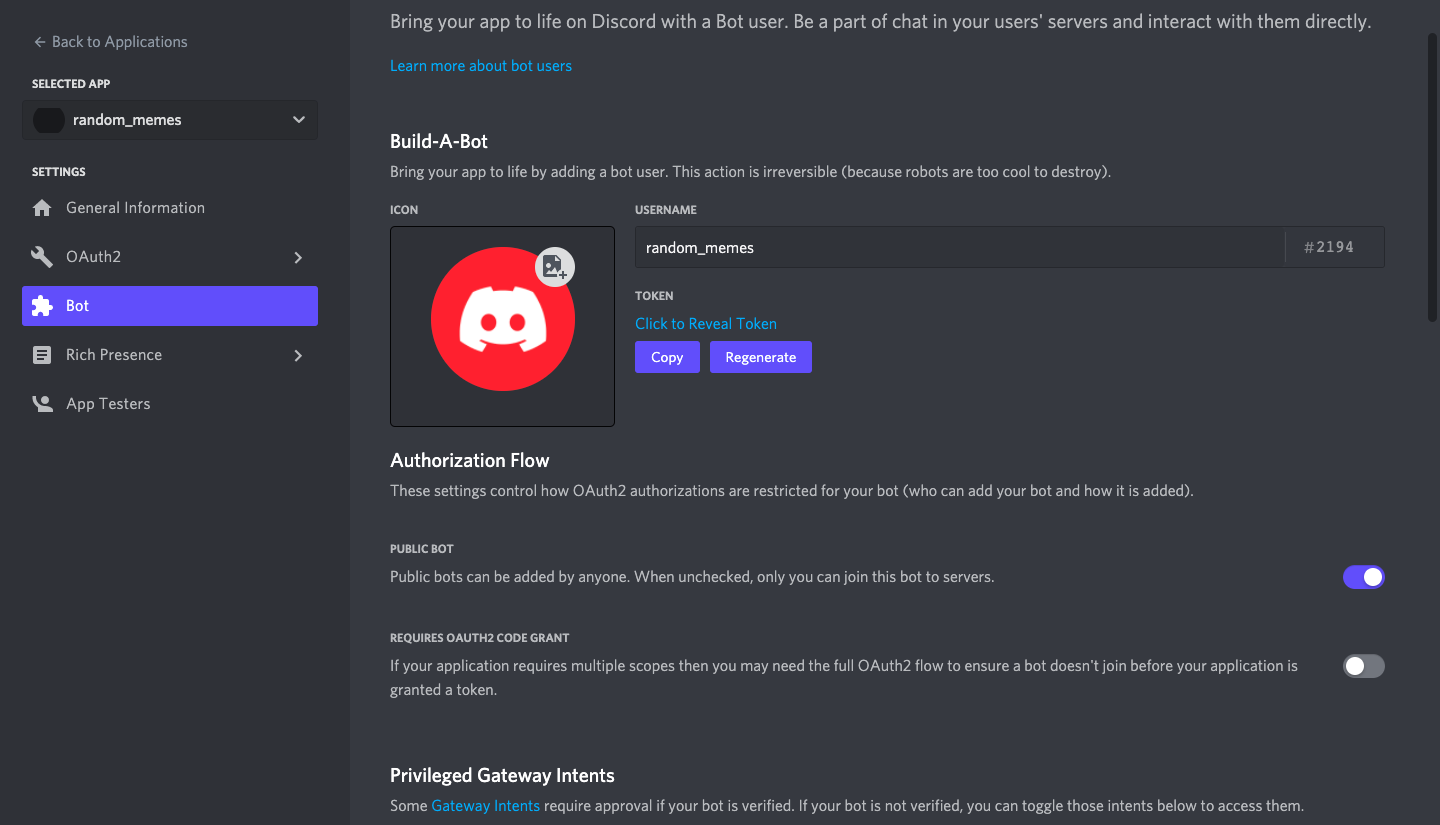 Back to Applications
SELECTED APP
random_memes
SETTINGS
General Information
OAuth2
Bot
Rich Presence
App Testers
Bring your app to life on Discord with a Bot user. Be a part of chat in your users' servers and interact with them directly.
Learn more about bot users
Build-A-Bot
Bring your app to life by adding a bot user. This action is irreversible (because robots are too cool to destroy).
ICON
USERNAME
random_memes
#2194
TOKEN
Click to Reveal Token
Copy
Regenerate
Authorization Flow
These settings control how OAuth2 authorizations are restricted for your bot (who can add your bot and how it is added).
PUBLIC BOT
Public bots can be added by anyone. When unchecked, only you can join this bot to servers.
REQUIRES OAUTH2 CODE GRANT
If your application requires multiple scopes then you may need the full OAuth2 flow to ensure a bot doesn't join before your application is
granted a token.
Privileged Gateway Intents
Some Gateway Intents require approval if your bot is verified. If your bot is not verified, you can toggle those intents below to access them.